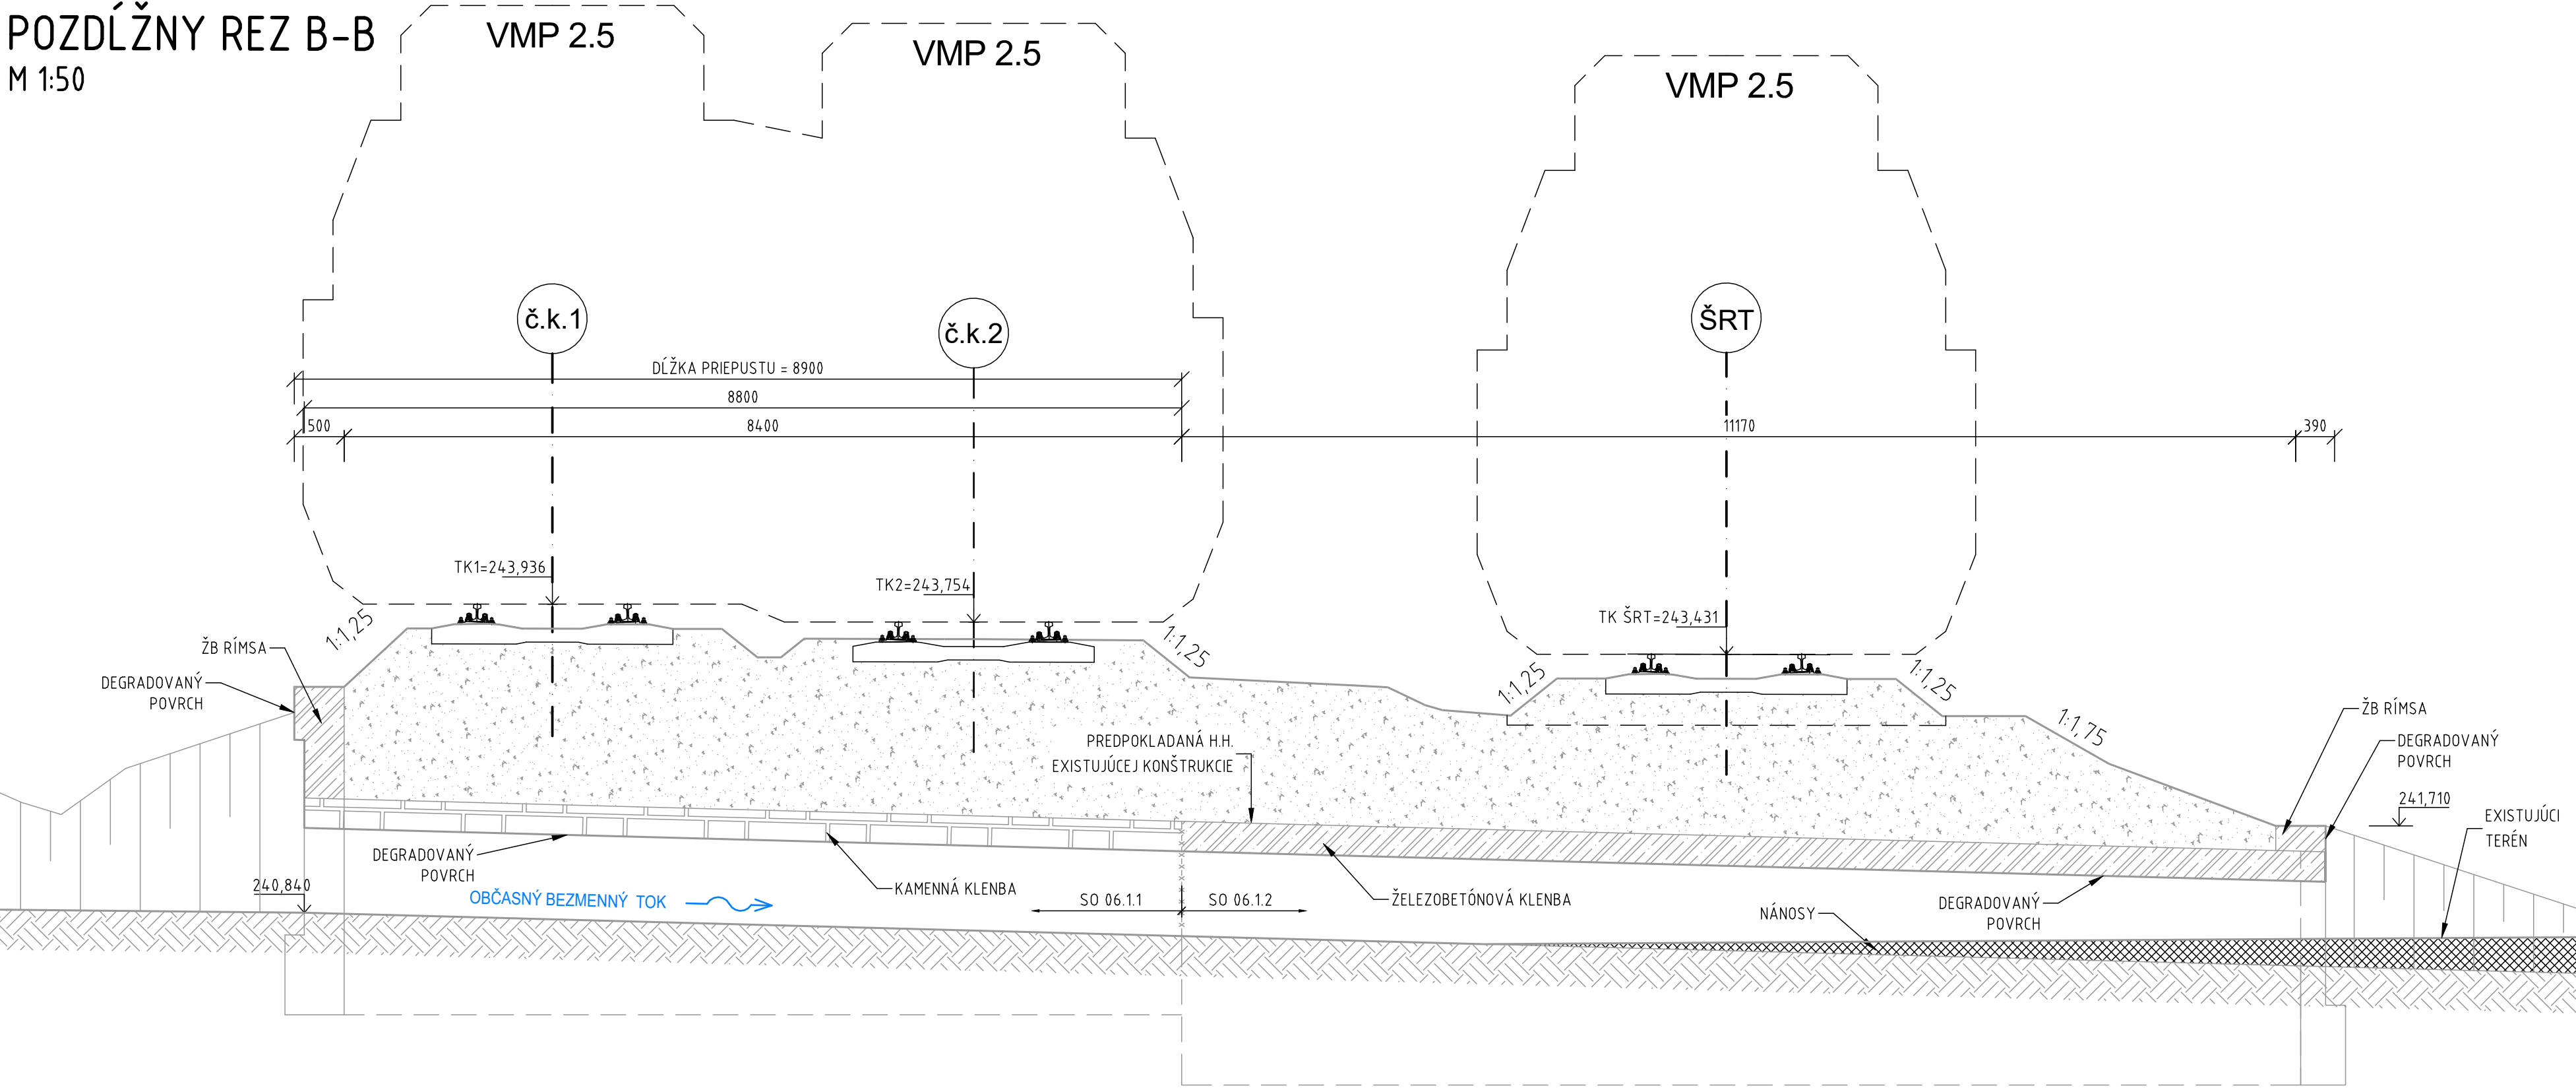 POZDĹŽNY REZ B-B
M 1:50
VMP 2.5
VMP 2.5
VMP 2.5
č.k.1
č.k.2
ŠRT
DĹŽKA PRIEPUSTU = 8900
8800
500
8400
11170
390
TK1=243,936
TK2=243,754
TK ŠRT=243,431
1:1,25
1:1,25
1:1,25
1:1,25
1:1,75
ŽB RÍMSA
DEGRADOVANÝ
POVRCH
PREDPOKLADANÁ H.H.
EXISTUJÚCEJ KONŠTRUKCIE
ŽB RÍMSA
DEGRADOVANÝ
POVRCH
241,710
EXISTUJÚCI
TERÉN
DEGRADOVANÝ
POVRCH
240,840
OBČASNÝ BEZMENNÝ TOK
KAMENNÁ KLENBA
SO 06.1.1
SO 06.1.2
ŽELEZOBETÓNOVÁ KLENBA
NÁNOSY
DEGRADOVANÝ
POVRCH